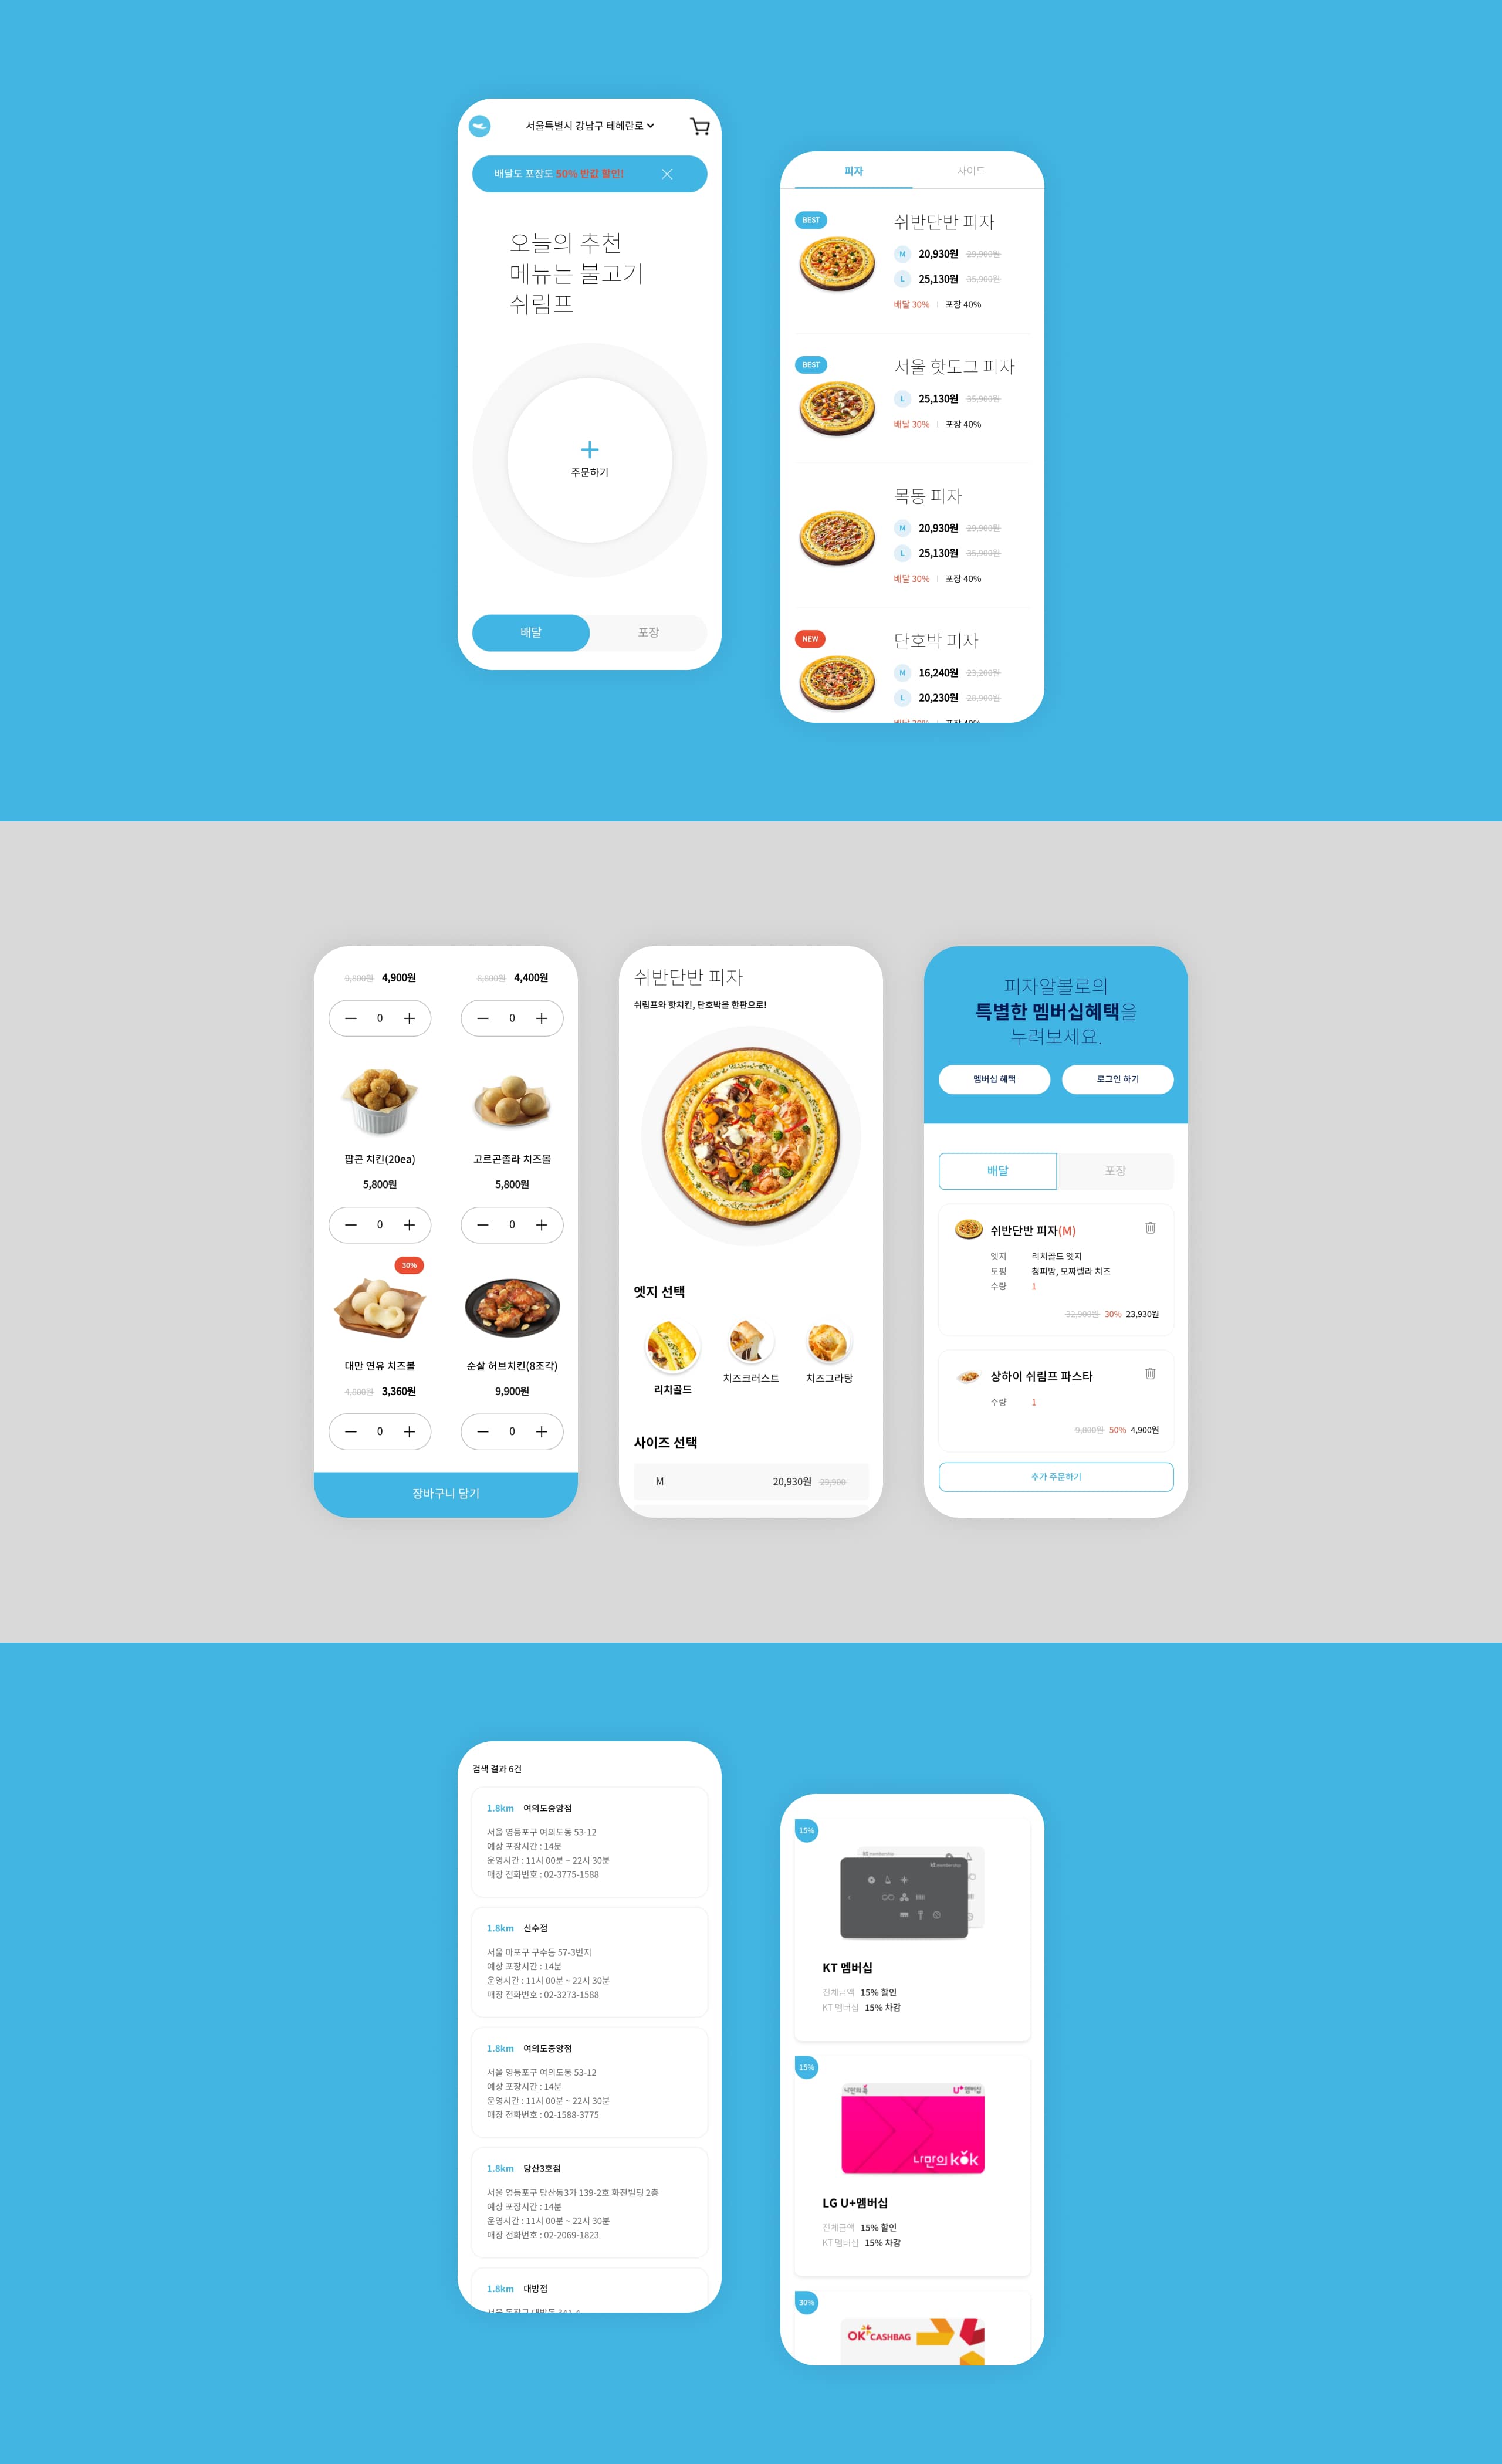 서울특별시 강남구 테헤란로
배달도 포장도 50% 반값 할인!
오늘의 추천
메뉴는 불고기
쉬림프
주문하기
배달 포장
피자 사이드
BEST
쉬반단반 피자
M 20,930원 29,900원
L 25,130원 35,900원
배달 30% | 포장 40%
BEST
서울 핫도그 피자
L 25,130원 35,900원
배달 30% | 포장 40%
목동 피자
M 20,930원 29,900원
L 25,130원 35,900원
배달 30% | 포장 40%
NEW
단호박 피자
M 16,240원 23,200원
L 20,230원 28,900원
배달 30% | 포장 40%
9,800원 4,900원 8,800원 4,400원
0 0
팝콘 치킨(20ea) 고르곤졸라 치즈볼
5,800원 5,800원
0 0
30%
대만 연유 치즈볼 순살 허브치킨(8조각)
4,800원 3,360원 9,900원
0 0
장바구니 담기
쉬반단반 피자
쉬림프와 핫치킨, 단호박을 한판으로!
엣지 선택
리치골드 치즈크러스트 치즈그라탕
사이즈 선택
M 20,930원 29,900
피자알볼로의
특별한 멤버십혜택을
누려보세요.
멤버십 혜택 로그인 하기
배달 포장
쉬반단반 피자(M)
엣지 리치골드 엣지
토핑 청피망, 모짜렐라 치즈
수량 1
32,900원 30% 23,930원
상하이 쉬림프 파스타
수량 1
9,800원 50% 4,900원
추가 주문하기
검색 결과 6건
1.8km 여의도중앙점
서울 영등포구 여의도동 53-12
예상 포장시간 : 14분
운영시간 : 11시 00분 ~ 22시 30분
매장 전화번호 : 02-3775-1588
1.8km 신수점
서울 마포구 구수동 57-3번지
예상 포장시간 : 14분
운영시간 : 11시 00분 ~ 22시 30분
매장 전화번호 : 02-3273-1588
1.8km 여의도중앙점
서울 영등포구 여의도동 53-12
예상 포장시간 : 14분
운영시간 : 11시 00분 ~ 22시 30분
매장 전화번호 : 02-1588-3775
1.8km 당산3호점
서울 영등포구 당산동3가 139-2호 화진빌딩 2층
예상 포장시간 : 14분
운영시간 : 11시 00분 ~ 22시 30분
매장 전화번호 : 02-2069-1823
1.8km 대방점
15%
kt membership
kt membership
KT 멤버십
전체금액 15% 할인
KT 멤버십 15% 차감
15%
나만의콕 U+멤버십
나만의 kok
LG U+멤버십
전체금액 15% 할인
KT 멤버십 15% 차감
30%
OK CASHBAG